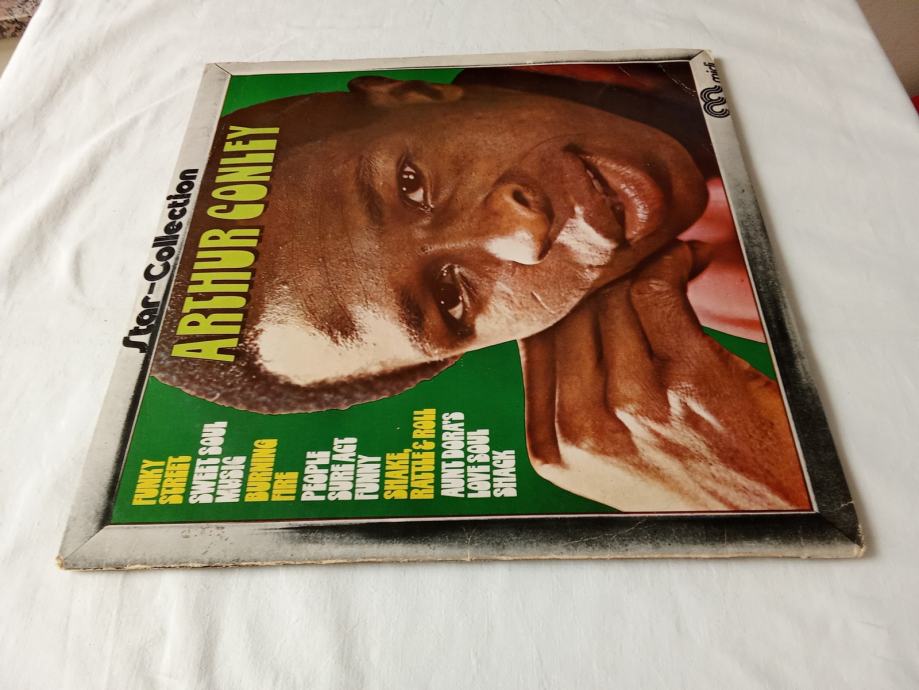 Star-Collection
midi
ARTHUR CONLEY
FUNKY
STREET
SWEET SOUL
MUSIC
BURNING
FIRE
PEOPLE
SURE ACT
FUNNY
SHAKE,
RATTLE & ROLL
AUNT DORA'S
LOVE SOUL
SHACK